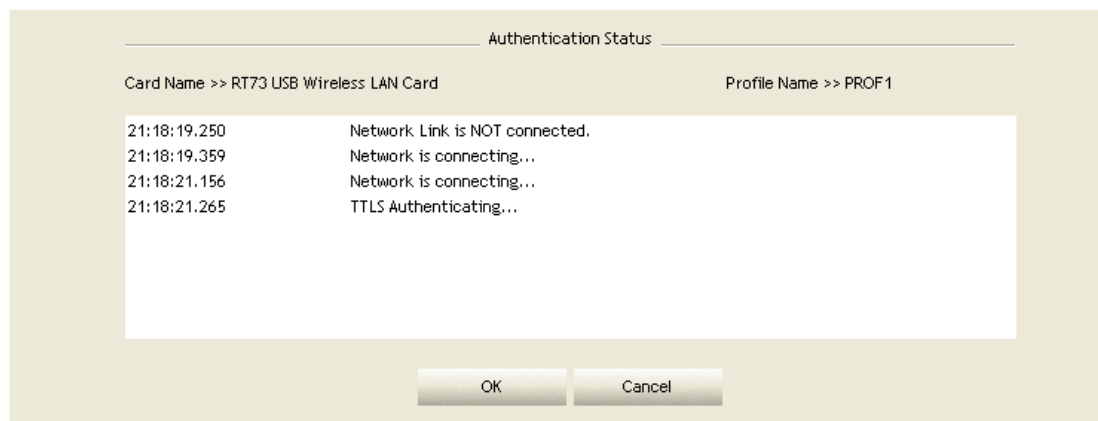 Authentication Status
Card Name >> RT73 USB Wireless LAN Card Profile Name >> PROF1
21:18:19.250 Network Link is NOT connected.
21:18:19.359 Network is connecting...
21:18:21.156 Network is connecting...
21:18:21.265 TTLS Authenticating...
OK Cancel